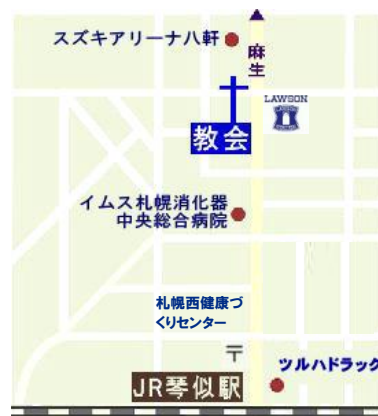 スズキアリーナ八軒
麻生
LAWSON
教会
イムス札幌消化器
中央総合病院
札幌西健康づ
くりセンター
〒
ツルハドラッグ
JR琴似駅